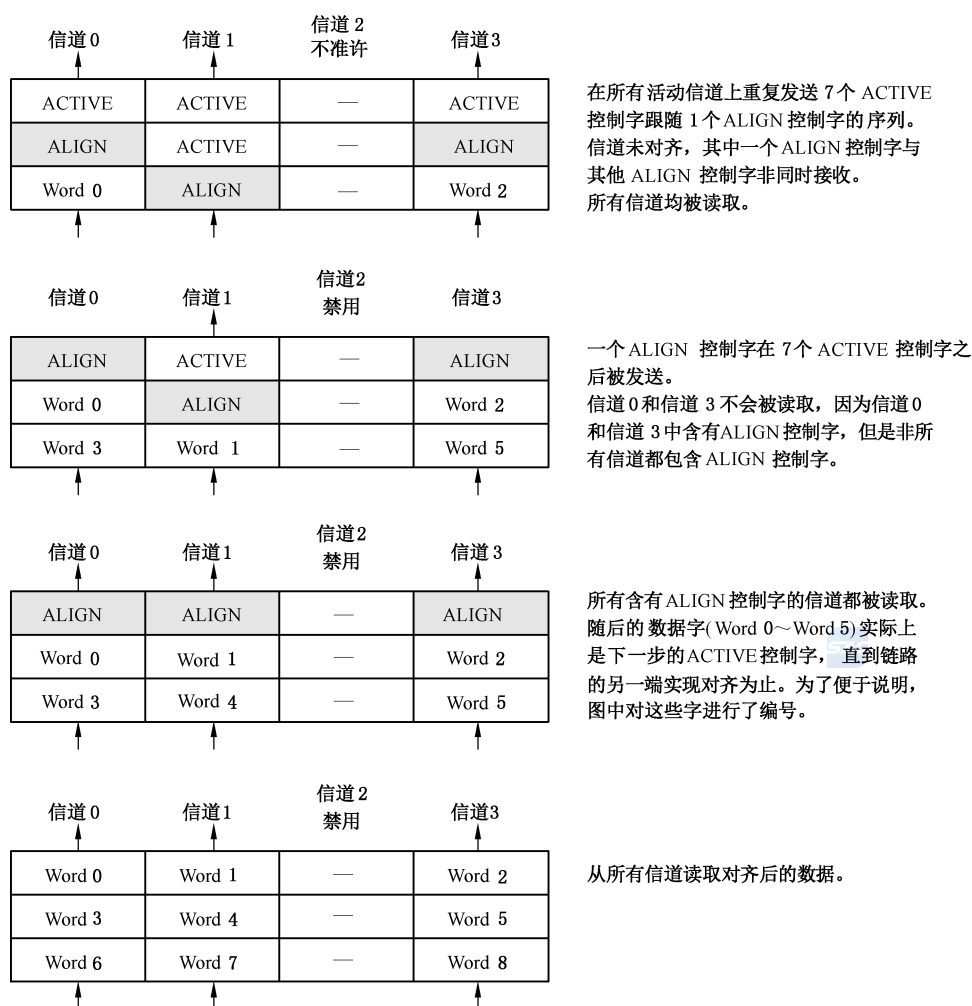 信道0 信道1 信道2 信道3
不准许
ACTIVE ACTIVE — ACTIVE
ALIGN ACTIVE — ALIGN
Word 0 ALIGN — Word 2
在所有活动信道上重复发送 7个 ACTIVE
控制字跟随 1个ALIGN 控制字的序列。
信道未对齐，其中一个ALIGN 控制字与
其他 ALIGN 控制字非同时接收。
所有信道均被读取。
信道0 信道1 信道2 信道3
禁用
ALIGN ACTIVE — ALIGN
Word 0 ALIGN — Word 2
Word 3 Word 1 — Word 5
一个ALIGN 控制字在 7个 ACTIVE 控制字之
后被发送。
信道0和信道 3不会被读取，因为信道0
和信道 3中含有ALIGN控制字，但是非所
有信道都包含 ALIGN 控制字。
信道0 信道1 信道2 信道3
禁用
ALIGN ALIGN — ALIGN
Word 0 Word 1 — Word 2
Word 3 Word 4 — Word 5
所有含有ALIGN控制字的信道都被读取。
随后的数据字(Word 0～Word 5)实际上
是下一步的ACTIVE控制字，直到链路
的另一端实现对齐为止。为了便于说明，
图中对这些字进行了编号。
信道0 信道1 信道2 信道3
禁用
Word 0 Word 1 — Word 2
Word 3 Word 4 — Word 5
Word 6 Word 7 — Word 8
从所有信道读取对齐后的数据。